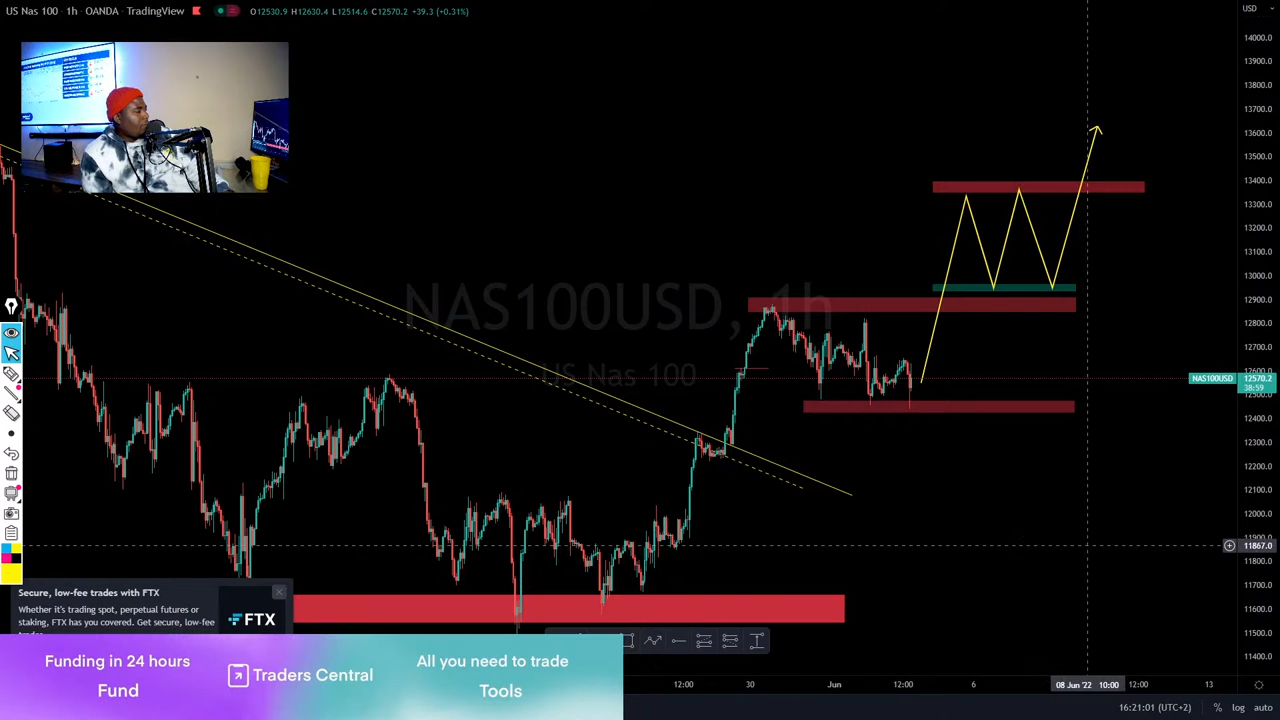 US Nas 100 · 1h · OANDA · TradingView
O12530.9 H12630.4 L12514.6 C12570.2 +39.3 (+0.31%)
USD
14000.0
13900.0
13800.0
13700.0
13600.0
13500.0
13400.0
13300.0
13200.0
13100.0
13000.0
12900.0
12800.0
12700.0
12600.0
NAS100USD 12570.2
38:59
12500.0
12400.0
12300.0
12200.0
12100.0
12000.0
11900.0
11867.0
11800.0
11700.0
11600.0
11500.0
11400.0
NAS100USD, 1h
US Nas 100
Secure, low-fee trades with FTX
Whether it's trading spot, perpetual futures or
staking, FTX has you covered. Get secure, low-fee
FTX
Funding in 24 hours
Fund
Traders Central
All you need to trade
Tools
12:00 30 Jun 12:00 6 08 Jun '22 10:00 12:00 13
16:21:01 (UTC+2) % log auto